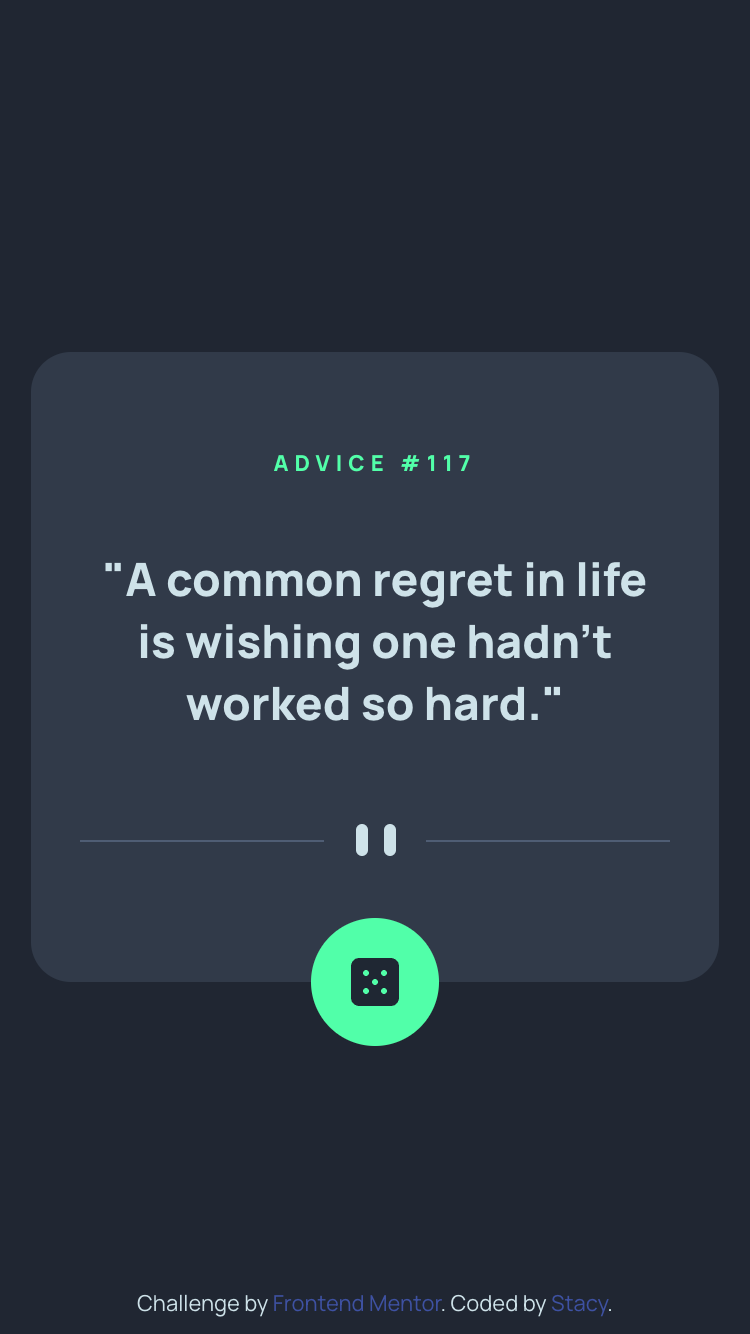 ADVICE #117
"A common regret in life
is wishing one hadn’t
worked so hard."
Challenge by Frontend Mentor. Coded by Stacy.